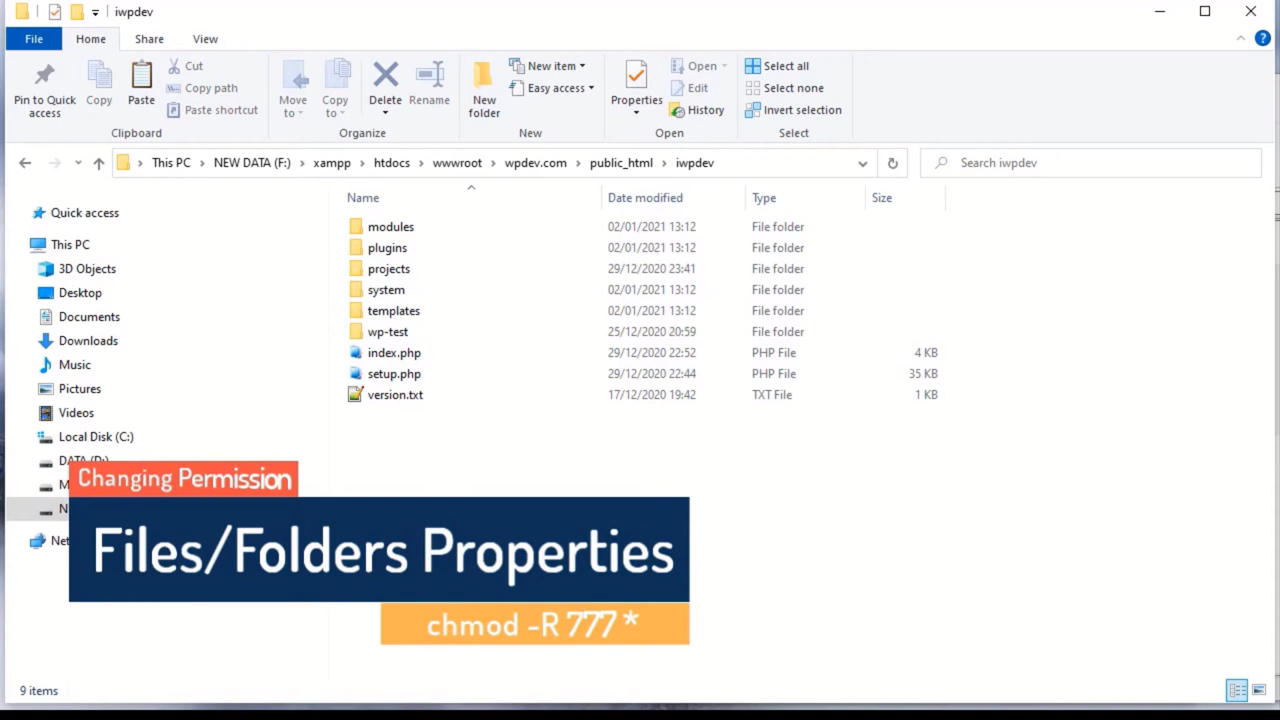 iwpdev
File Home Share View
Pin to Quick access
Copy
Paste
Cut
Copy path
Paste shortcut
Clipboard
Move to
Copy to
Delete
Rename
Organize
New folder
New item
Easy access
New
Properties
Open
Edit
History
Open
Select all
Select none
Invert selection
Select
This PC > NEW DATA (F:) > xampp > htdocs > wwwroot > wpdev.com > public_html > iwpdev
Search iwpdev
Quick access
This PC
3D Objects
Desktop
Documents
Downloads
Music
Pictures
Videos
Local Disk (C:)
DATA (D:)
M
N
Net
Name Date modified Type Size
modules 02/01/2021 13:12 File folder
plugins 02/01/2021 13:12 File folder
projects 29/12/2020 23:41 File folder
system 02/01/2021 13:12 File folder
templates 02/01/2021 13:12 File folder
wp-test 25/12/2020 20:59 File folder
index.php 29/12/2020 22:52 PHP File 4 KB
setup.php 29/12/2020 22:44 PHP File 35 KB
version.txt 17/12/2020 19:42 TXT File 1 KB
Changing Permission
Files/Folders Properties
chmod -R 777 *
9 items